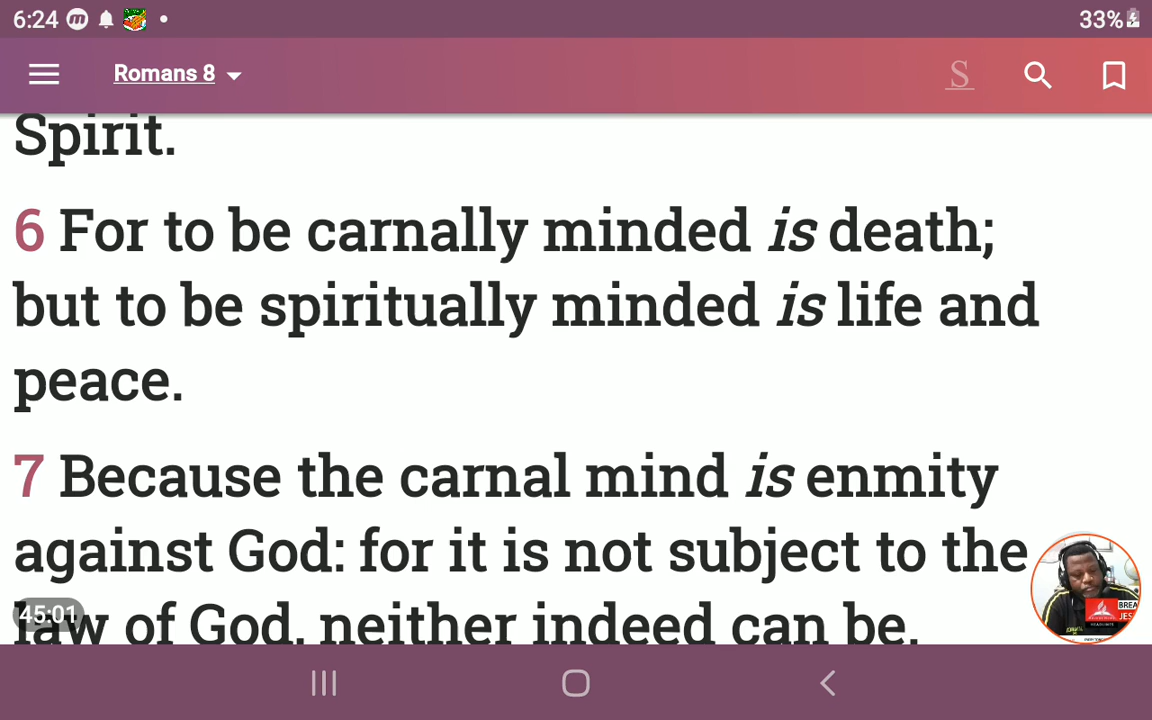 6:24
33%
Romans 8
S
Spirit.
6 For to be carnally minded is death;
but to be spiritually minded is life and
peace.
7 Because the carnal mind is enmity
against God: for it is not subject to the
45:01
law of God, neither indeed can be.
BREA
JES